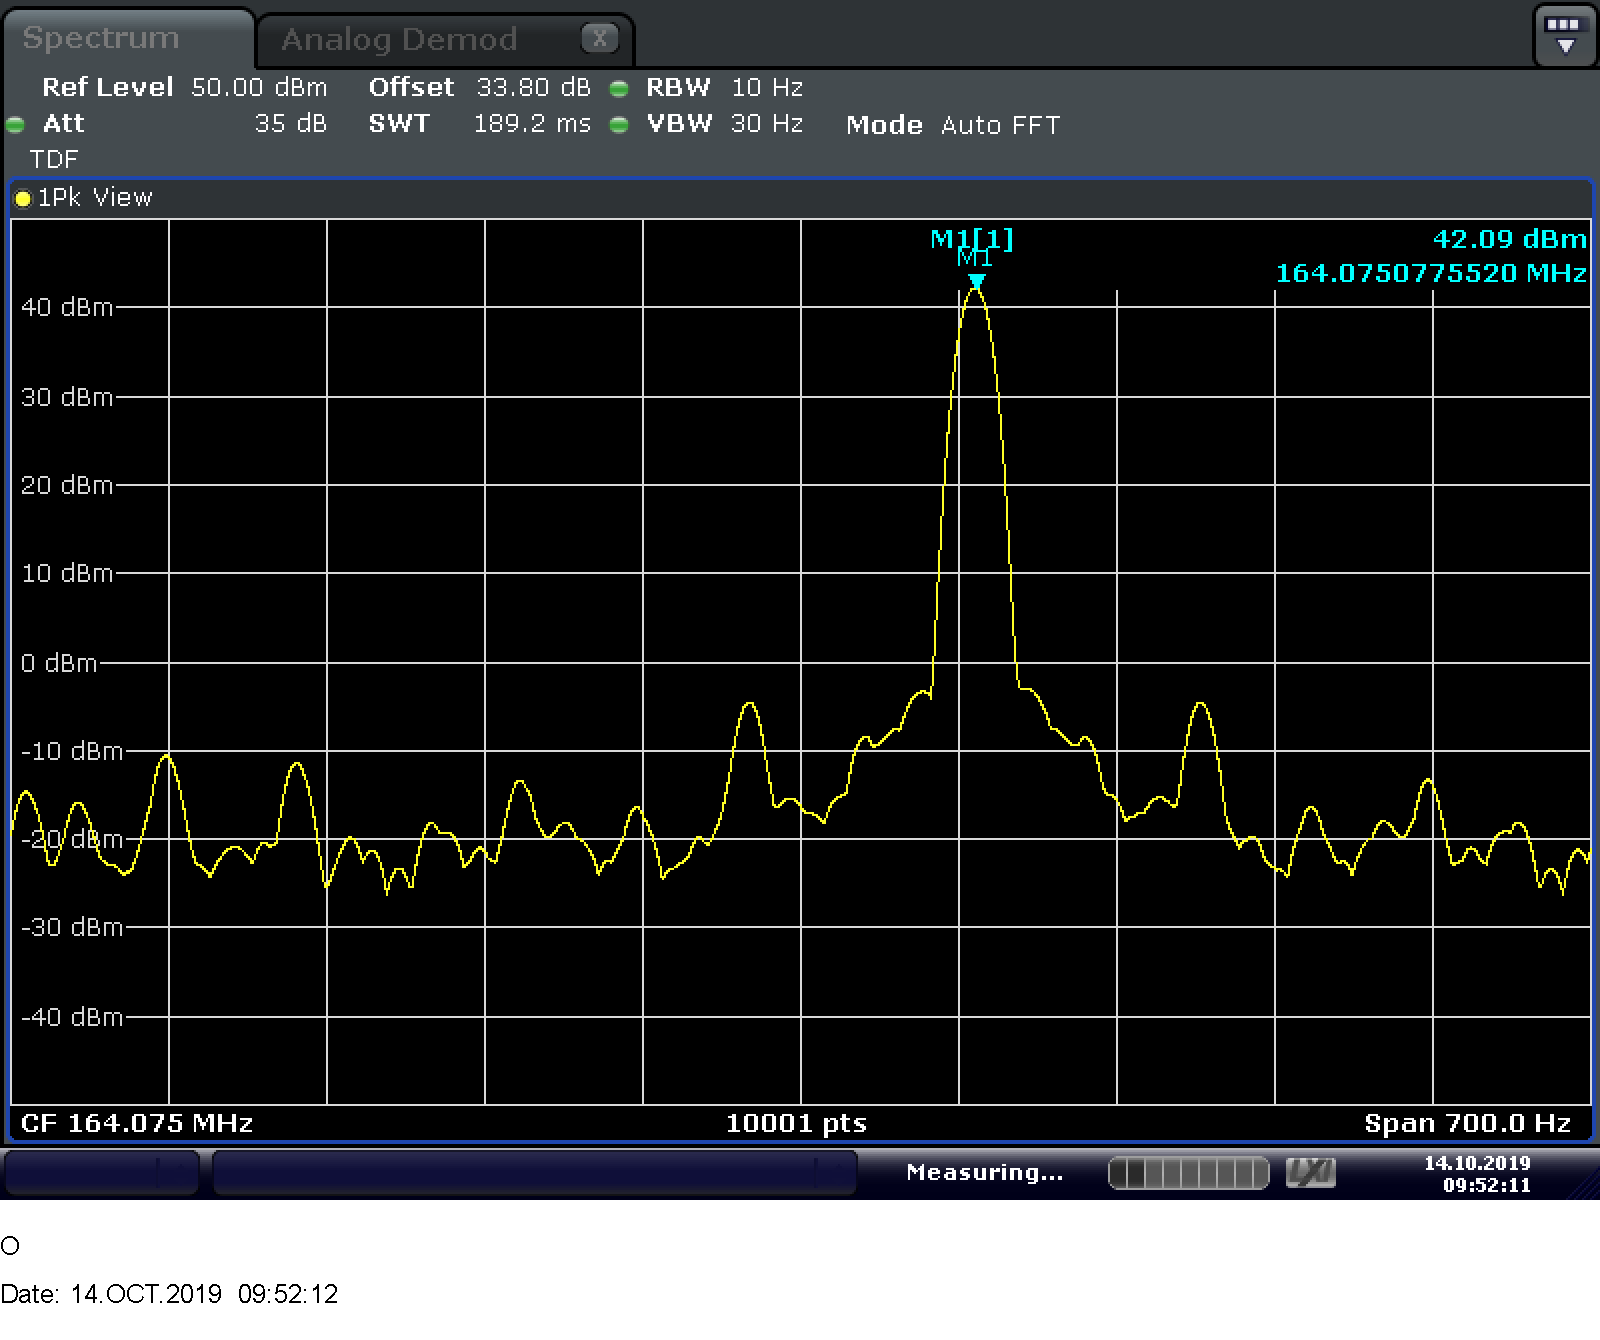 Spectrum
Analog Demod X
Ref Level 50.00 dBm Offset 33.80 dB RBW 10 Hz
Att 35 dB SWT 189.2 ms VBW 30 Hz Mode Auto FFT
TDF
1Pk View
M1[1] 42.09 dBm
M1
164.0750775520 MHz
40 dBm
30 dBm
20 dBm
10 dBm
0 dBm
-10 dBm
-20 dBm
-30 dBm
-40 dBm
CF 164.075 MHz 10001 pts Span 700.0 Hz
Measuring... LXI 14.10.2019
09:52:11
O
Date: 14.OCT.2019 09:52:12